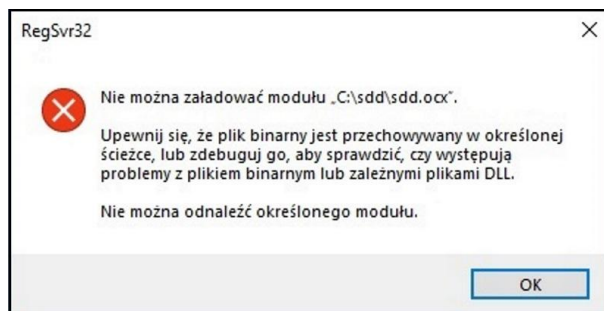 RegSvr32
Nie można załadować modułu „C:\sdd\sdd.ocx”.
Upewnij się, że plik binarny jest przechowywany w określonej
ścieżce, lub zdebuguj go, aby sprawdzić, czy występują
problemy z plikiem binarnym lub zależnymi plikami DLL.
Nie można odnaleźć określonego modułu.
OK